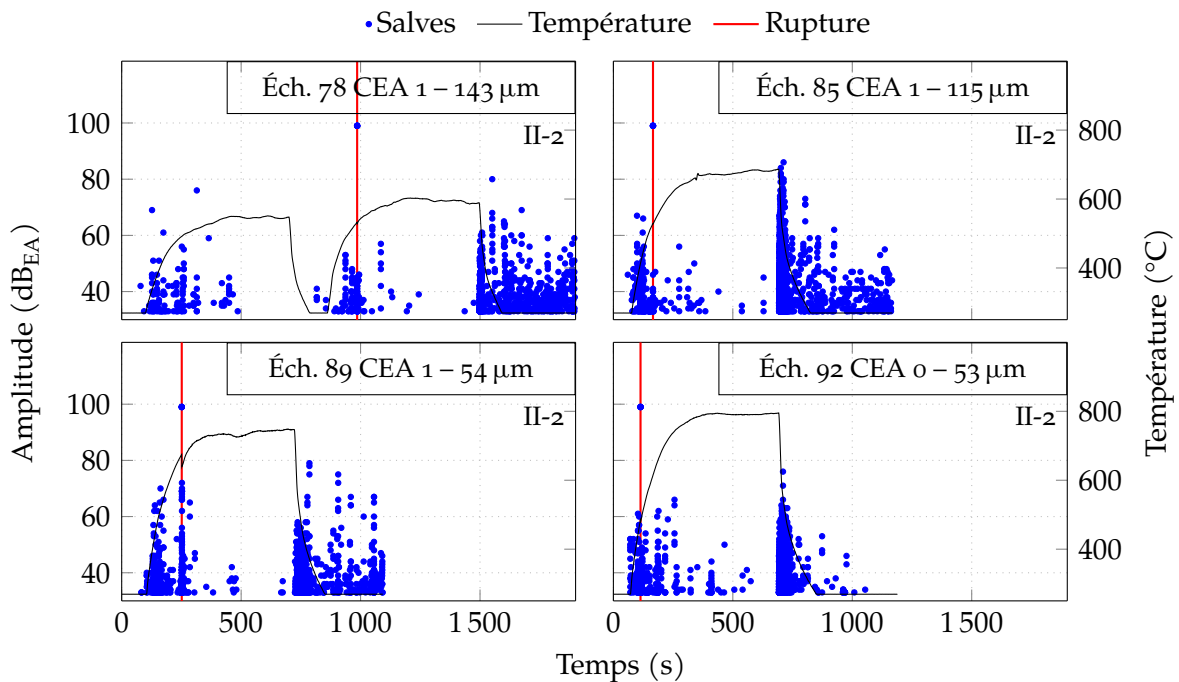 Salves Température Rupture
Éch. 78 CEA 1 – 143 µm
II-2
Éch. 85 CEA 1 – 115 µm
II-2
100
80
60
40
800
600
400
Éch. 89 CEA 1 – 54 µm
II-2
Éch. 92 CEA 0 – 53 µm
II-2
100
80
60
40
800
600
400
0 500 1 000 1 500
0 500 1 000 1 500
Amplitude (dBEA)
Température (°C)
Temps (s)